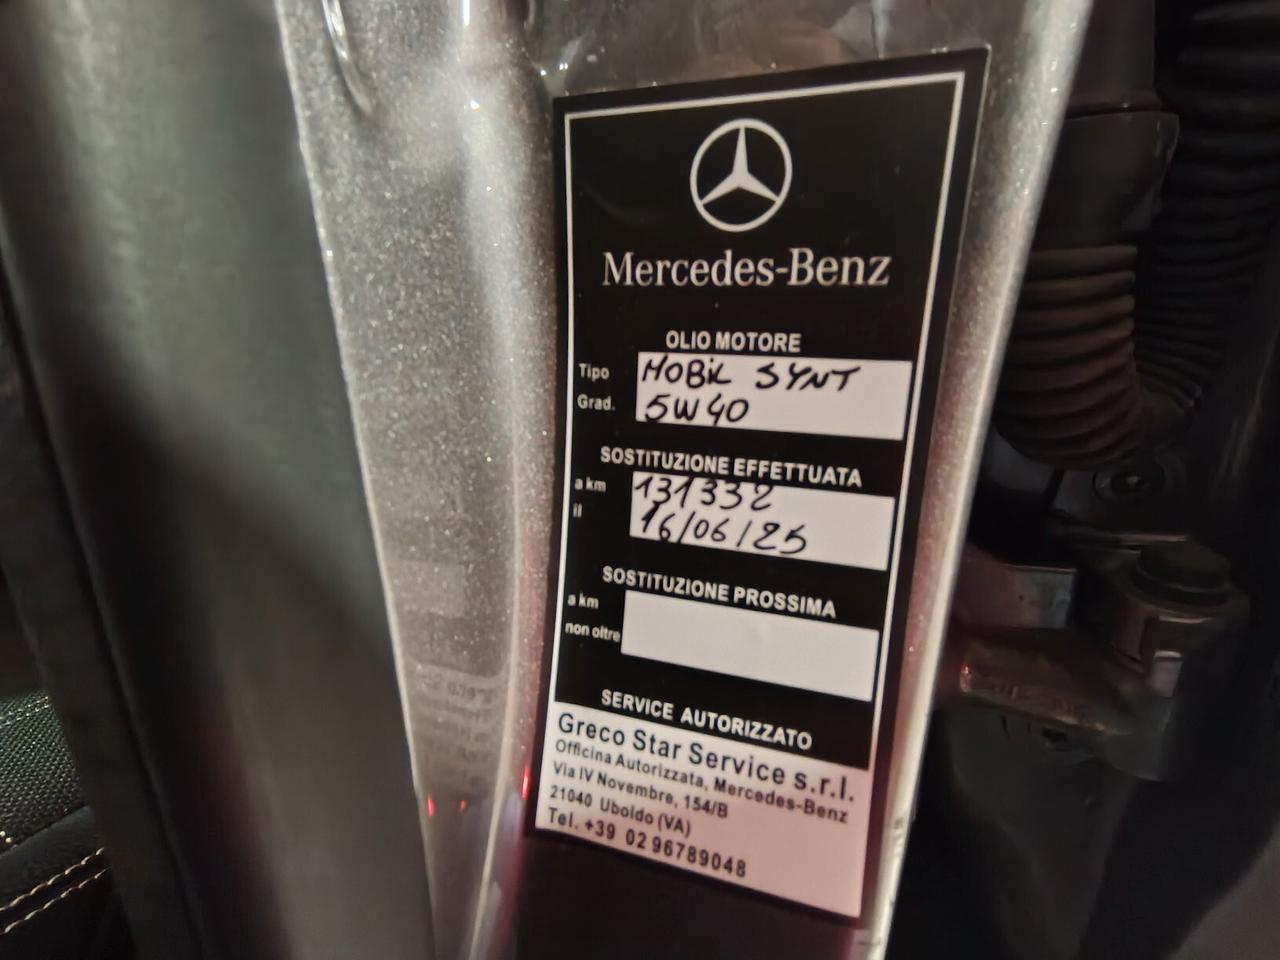 Mercedes-Benz
OLIO MOTORE
Tipo MOBIL SYNT
Grad. 5W40
SOSTITUZIONE EFFETTUATA
a km 131332
il 16/06/25
SOSTITUZIONE PROSSIMA
a km
non oltre
SERVICE AUTORIZZATO
Greco Star Service s.r.l.
Officina Autorizzata, Mercedes-Benz
Via IV Novembre, 154/B
21040 Uboldo (VA)
Tel. +39 02 96789048